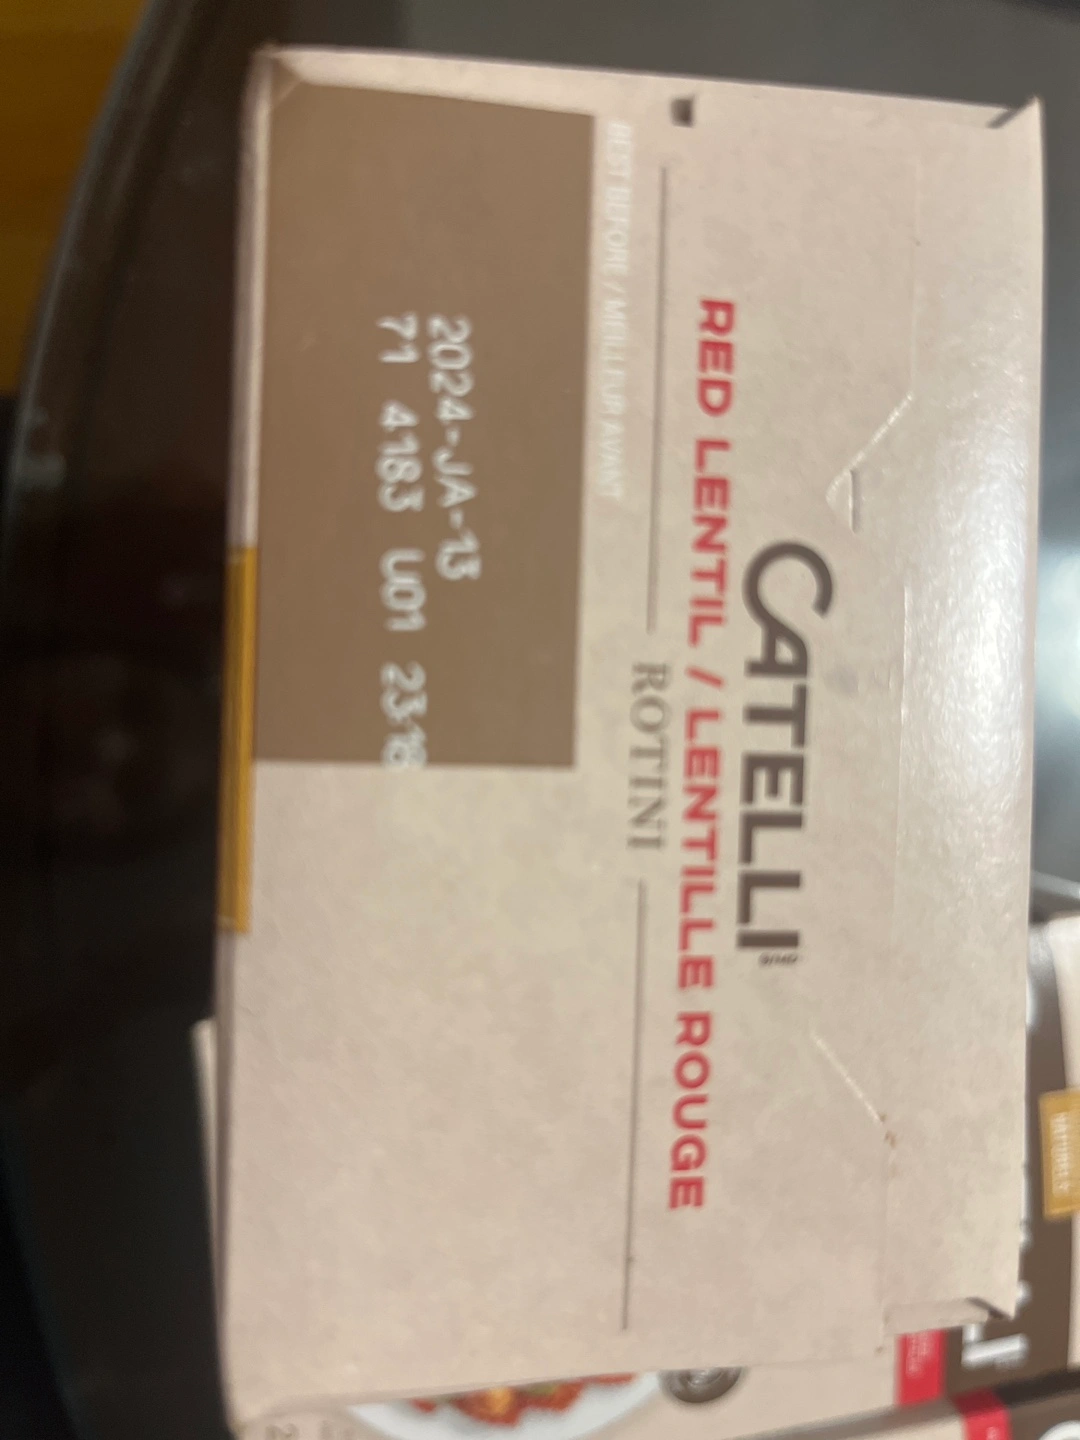 CATELLI
RED LENTIL / LENTILLE ROUGE
ROTINI
BEST BEFORE / MEILLEUR AVANT
2024-JA-13
71 4183 U01 23:18